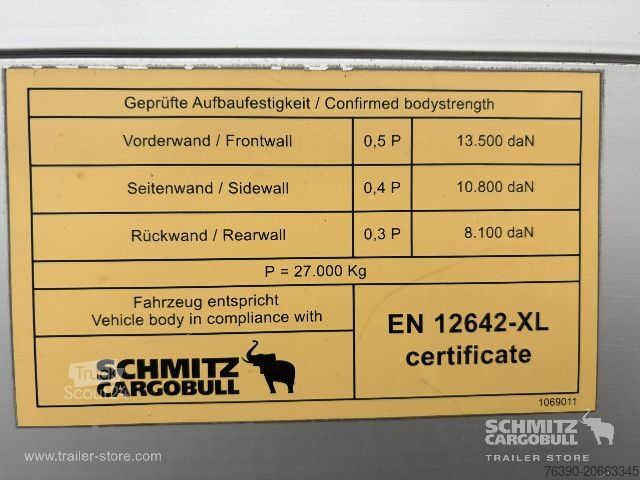 Geprüfte Aufbaufestigkeit / Confirmed bodystrength
Vorderwand / Frontwall 0,5 P 13.500 daN
Seitenwand / Sidewall 0,4 P 10.800 daN
Rückwand / Rearwall 0,3 P 8.100 daN
P = 27.000 Kg
Fahrzeug entspricht
Vehicle body in compliance with
EN 12642-XL
certificate
SCHMITZ
CARGOBULL
Truck
Scout24
1069011
SCHMITZ
CARGOBULL
TRAILER STORE
www.trailer-store.com
76390-20663345